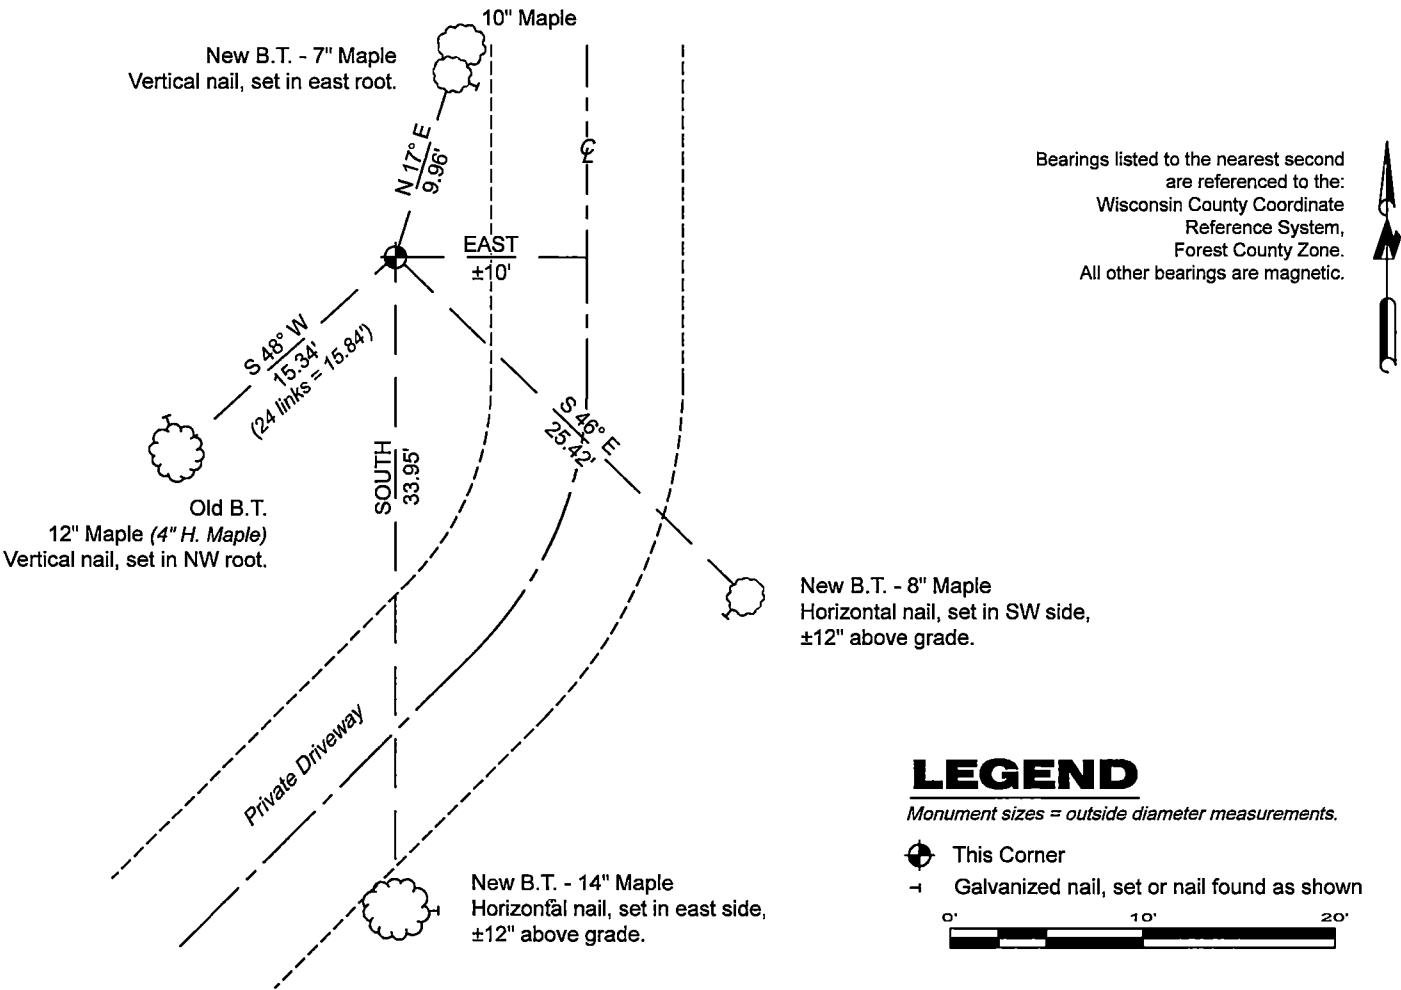 10" Maple
New B.T. - 7" Maple
Vertical nail, set in east root.
N 17° E
9.96'
℄
EAST
±10'
S 48° W
15.34'
(24 links = 15.84')
S 46° E
25.42'
SOUTH
33.95'
Old B.T.
12" Maple (4" H. Maple)
Vertical nail, set in NW root.
New B.T. - 8" Maple
Horizontal nail, set in SW side,
±12" above grade.
Private Driveway
New B.T. - 14" Maple
Horizontal nail, set in east side,
±12" above grade.
Bearings listed to the nearest second
are referenced to the:
Wisconsin County Coordinate
Reference System,
Forest County Zone.
All other bearings are magnetic.
N
LEGEND
Monument sizes = outside diameter measurements.
This Corner
Galvanized nail, set or nail found as shown
0' 10' 20'